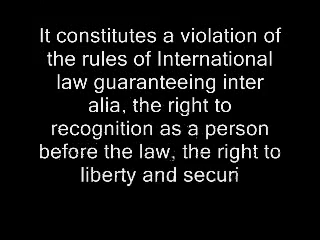 It constitutes a violation of
the rules of International
law guaranteeing inter
alia, the right to
recognition as a person
before the law, the right to
liberty and securi